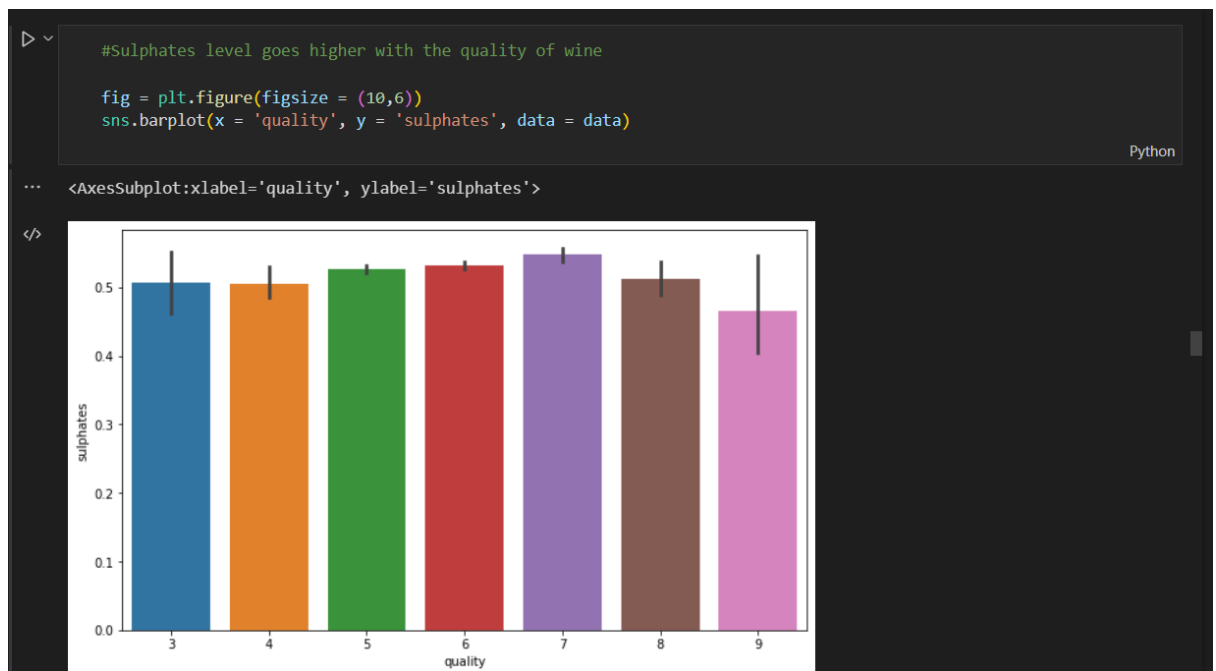 #Sulphates level goes higher with the quality of wine
fig = plt.figure(figsize = (10,6))
sns.barplot(x = 'quality', y = 'sulphates', data = data)
Python
<AxesSubplot:xlabel='quality', ylabel='sulphates'>
0.5
0.4
0.3
0.2
0.1
0.0
sulphates
3 4 5 6 7 8 9
quality